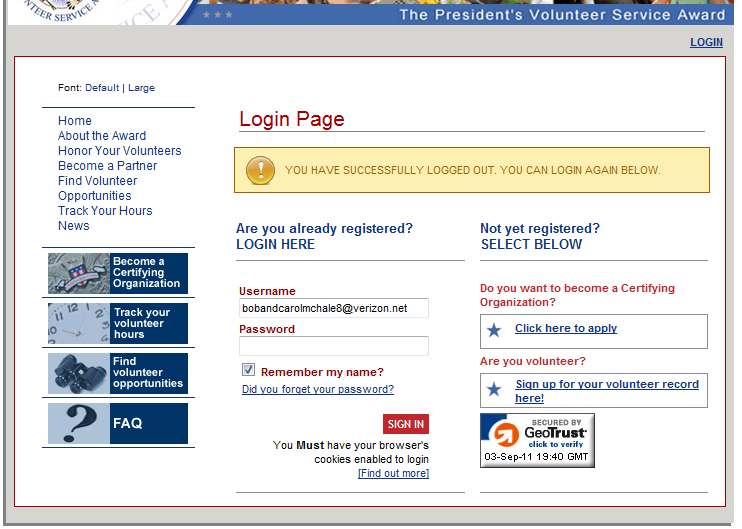 TEER SERVICE A
The President's Volunteer Service Award
LOGIN
Font: Default | Large
Home
About the Award
Honor Your Volunteers
Become a Partner
Find Volunteer
Opportunities
Track Your Hours
News
Become a
Certifying
Organization
Track your
volunteer
hours
Find
volunteer
opportunities
FAQ
Login Page
YOU HAVE SUCCESSFULLY LOGGED OUT. YOU CAN LOGIN AGAIN BELOW.
Are you already registered?
LOGIN HERE
Username
bobandcarolmchale8@verizon.net
Password
Remember my name?
Did you forget your password?
SIGN IN
You Must have your browser's
cookies enabled to login
[Find out more]
Not yet registered?
SELECT BELOW
Do you want to become a Certifying
Organization?
Click here to apply
Are you volunteer?
Sign up for your volunteer record
here!
SECURED BY
GeoTrust
click to verify
03-Sep-11 19:40 GMT